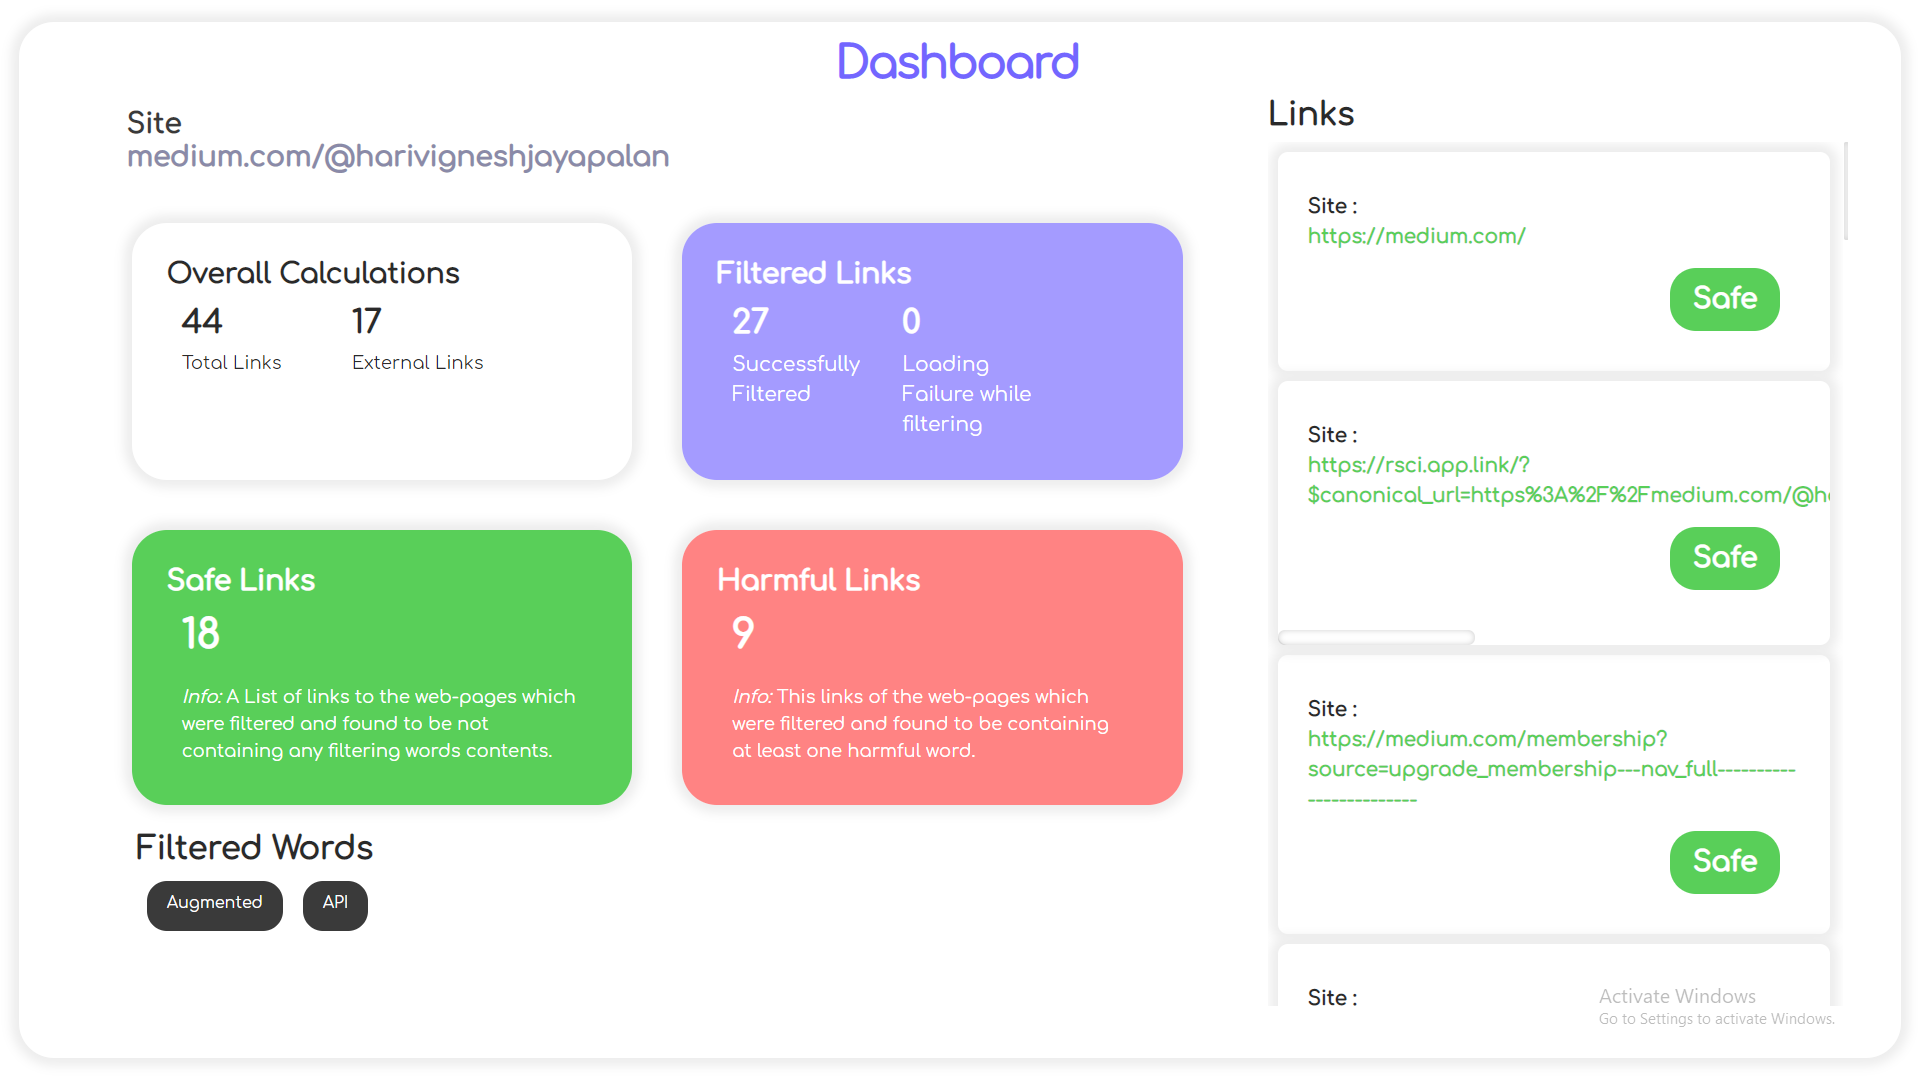 Dashboard
Site
medium.com/@harivigneshjayapalan
Overall Calculations
44
Total Links
17
External Links
Filtered Links
27
Successfully
Filtered
0
Loading
Failure while
filtering
Safe Links
18
Info: A List of links to the web-pages which
were filtered and found to be not
containing any filtering words contents.
Harmful Links
9
Info: This links of the web-pages which
were filtered and found to be containing
at least one harmful word.
Filtered Words
Augmented
API
Links
Site :
https://medium.com/
Safe
Site :
https://rsci.app.link/?
$canonical_url=https%3A%2F%2Fmedium.com/@h
Safe
Site :
https://medium.com/membership?
source=upgrade_membership---nav_full----------
--------------
Safe
Site :
Activate Windows
Go to Settings to activate Windows.